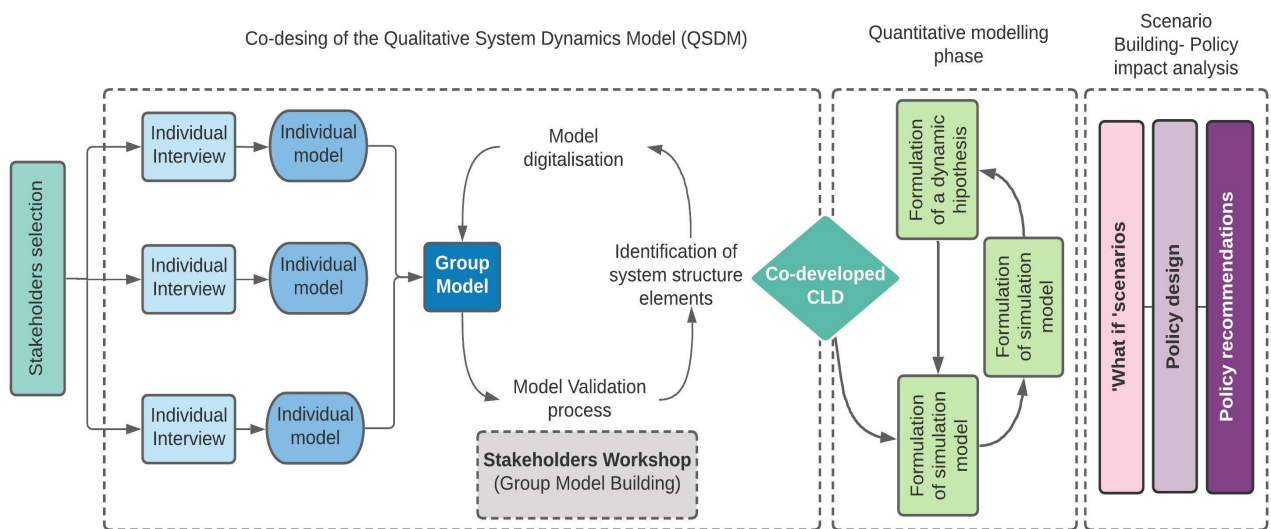 Co-desing of the Qualitative System Dynamics Model (QSDM)
Quantitative modelling
phase
Scenario
Building- Policy
impact analysis
Stakeholders selection
Individual
Interview
Individual
model
Individual
Interview
Individual
model
Individual
Interview
Individual
model
Group
Model
Model
digitalisation
Identification of
system structure
elements
Model Validation
process
Stakeholders Workshop
(Group Model Building)
Co-developed
CLD
Formulation
of a dynamic
hipothesis
Formulation
of simulation
model
Formulation
of simulation
model
'What if 'scenarios
Policy design
Policy recommendations